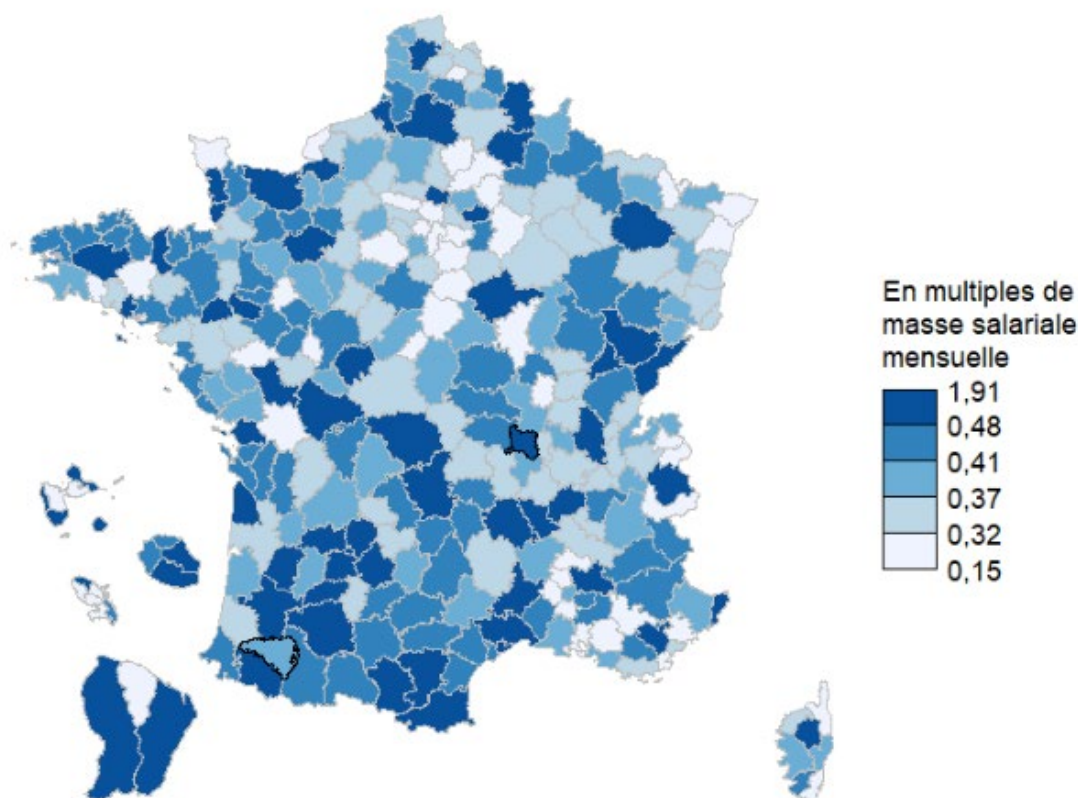 En multiples de
masse salariale
mensuelle
1,91
0,48
0,41
0,37
0,32
0,15